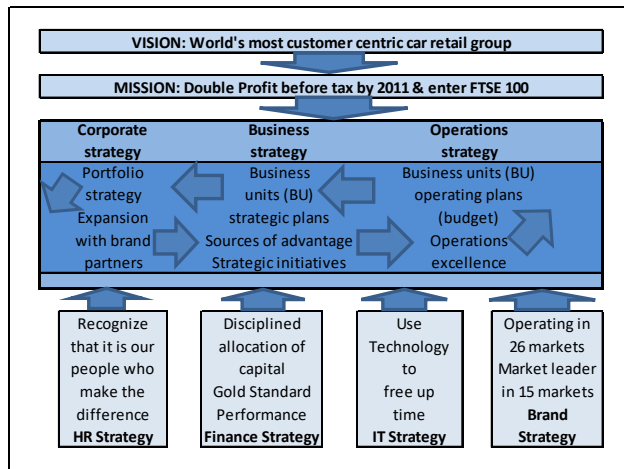 VISION: World's most customer centric car retail group
MISSION: Double Profit before tax by 2011 & enter FTSE 100
Corporate
strategy
Portfolio
strategy
Expansion
with brand
partners
Business
strategy
Business
units (BU)
strategic plans
Sources of advantage
Strategic initiatives
Operations
strategy
Business units (BU)
operating plans
(budget)
Operations
excellence
Recognize
that it is our
people who
make the
difference
HR Strategy
Disciplined
allocation of
capital
Gold Standard
Performance
Finance Strategy
Use
Technology
to
free up
time
IT Strategy
Operating in
26 markets
Market leader
in 15 markets
Brand
Strategy